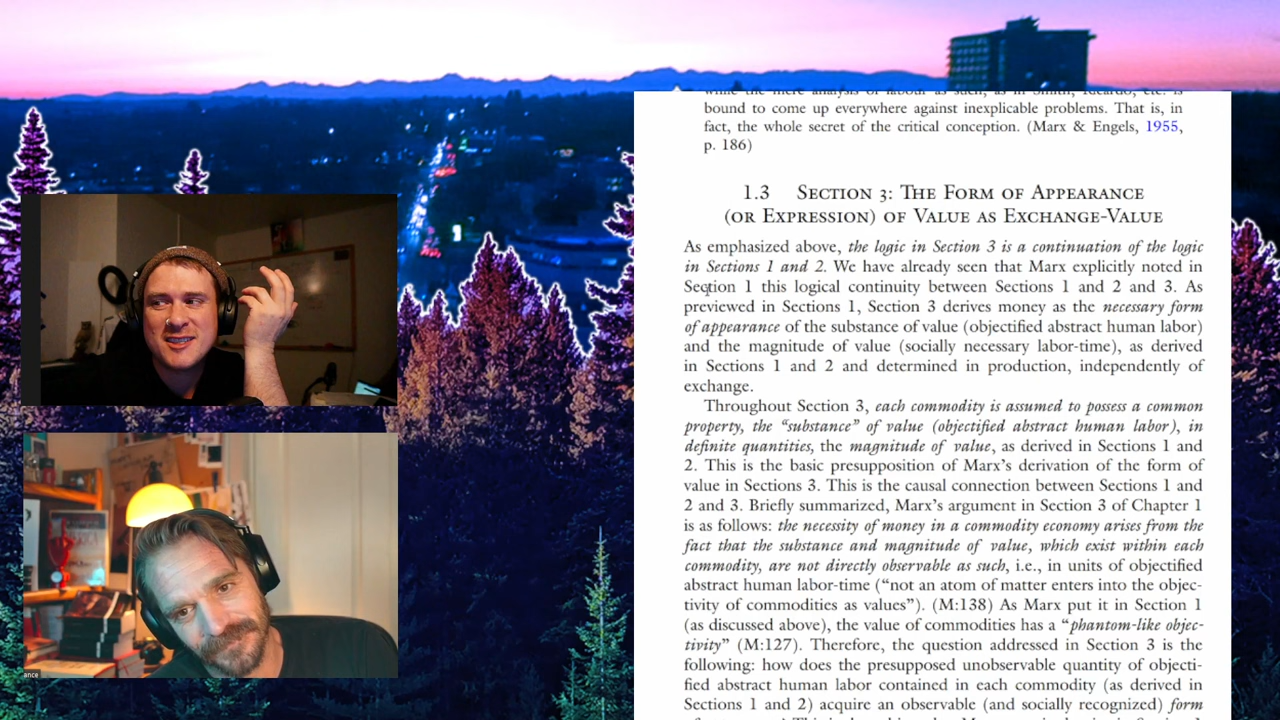 while the mere analysis of labour as such, as in Smith, Ricardo, etc. is
bound to come up everywhere against inexplicable problems. That is, in
fact, the whole secret of the critical conception. (Marx & Engels, 1955,
p. 186)
1.3 Section 3: The Form of Appearance
(or Expression) of Value as Exchange-Value
As emphasized above, the logic in Section 3 is a continuation of the logic
in Sections 1 and 2. We have already seen that Marx explicitly noted in
Section 1 this logical continuity between Sections 1 and 2 and 3. As
previewed in Sections 1, Section 3 derives money as the necessary form
of appearance of the substance of value (objectified abstract human labor)
and the magnitude of value (socially necessary labor-time), as derived
in Sections 1 and 2 and determined in production, independently of
exchange.
Throughout Section 3, each commodity is assumed to possess a common
property, the “substance” of value (objectified abstract human labor), in
definite quantities, the magnitude of value, as derived in Sections 1 and
2. This is the basic presupposition of Marx’s derivation of the form of
value in Sections 3. This is the causal connection between Sections 1 and
2 and 3. Briefly summarized, Marx’s argument in Section 3 of Chapter 1
is as follows: the necessity of money in a commodity economy arises from the
fact that the substance and magnitude of value, which exist within each
commodity, are not directly observable as such, i.e., in units of objectified
abstract human labor-time (“not an atom of matter enters into the objec-
tivity of commodities as values”). (M:138) As Marx put it in Section 1
(as discussed above), the value of commodities has a “phantom-like objec-
tivity” (M:127). Therefore, the question addressed in Section 3 is the
following: how does the presupposed unobservable quantity of objecti-
fied abstract human labor contained in each commodity (as derived in
Sections 1 and 2) acquire an observable (and socially recognized) form
ance